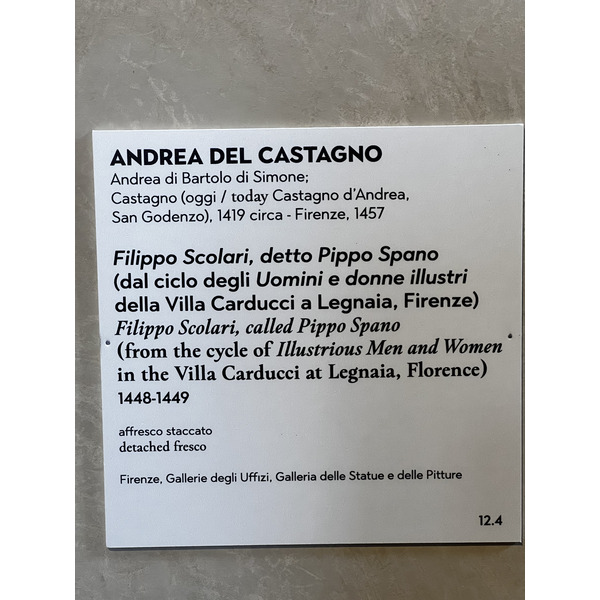 ANDREA DEL CASTAGNO
Andrea di Bartolo di Simone;
Castagno (oggi / today Castagno d'Andrea,
San Godenzo), 1419 circa - Firenze, 1457
Filippo Scolari, detto Pippo Spano
(dal ciclo degli Uomini e donne illustri
della Villa Carducci a Legnaia, Firenze)
Filippo Scolari, called Pippo Spano
(from the cycle of Illustrious Men and Women
in the Villa Carducci at Legnaia, Florence)
1448-1449
affresco staccato
detached fresco
Firenze, Gallerie degli Uffizi, Galleria delle Statue e delle Pitture
12.4